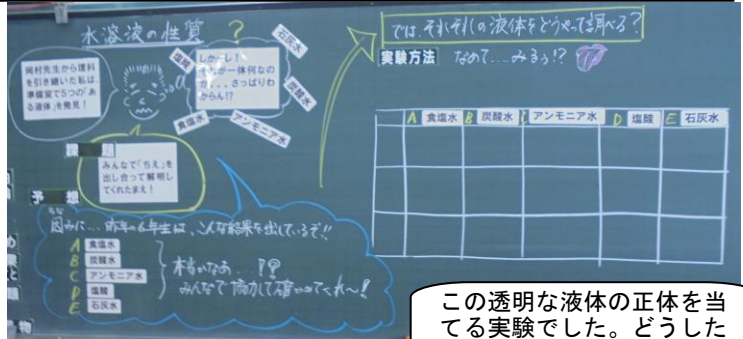 水溶液の性質
?
岡村先生から理科
を引き継いだ私は、
準備室で5つの「あ
る液体」を発見!
しかーし!
それが一体何なの
か・・・さっぱりわ
からん!?
塩酸
石灰水
炭酸水
食塩水
アンモニア水
課題
みんなで「ちえ」を
出し合って解明し
てくれたまえ!
予想
因みに…昨年の6年生は、こんな結果を出しているぞ!!
A 食塩水
B 炭酸水
C アンモニア水
D 塩酸
E 石灰水
本当かなあ…!?
みんなで協力して確かめてくれ〜!
では、それぞれの液体をどうやって調べる?
実験方法 なめて…みるぅ!?
A 食塩水 B 炭酸水 C アンモニア水 D 塩酸 E 石灰水
この透明な液体の正体を当
てる実験でした。どうした